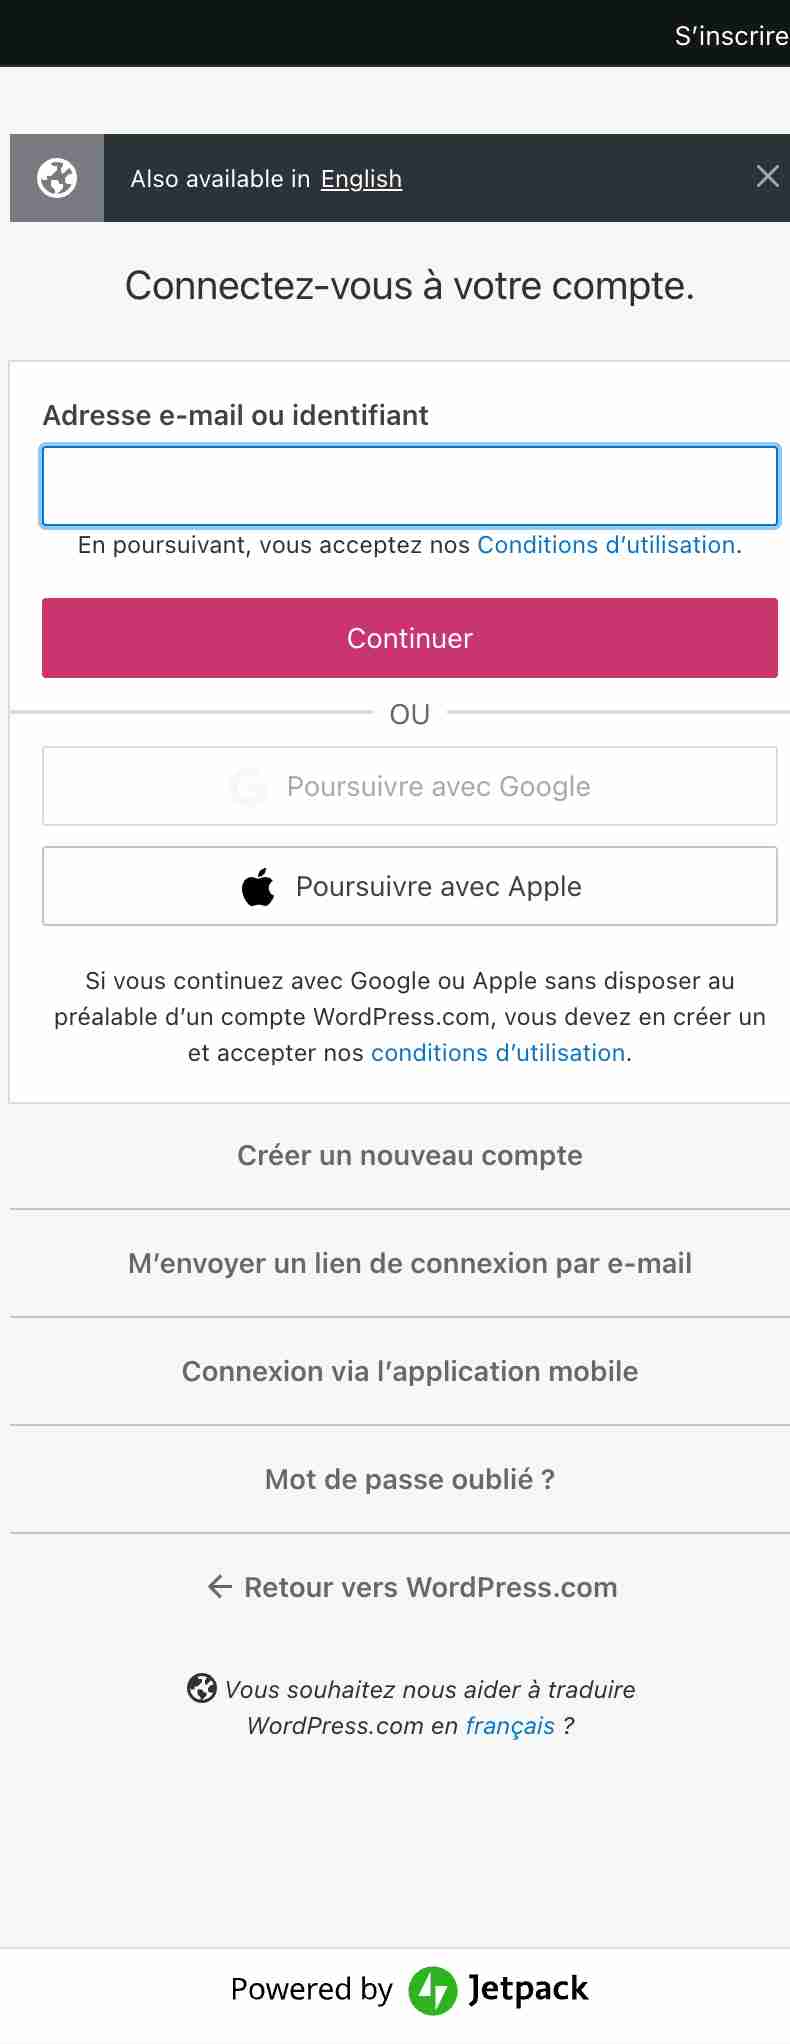 S’inscrire
Also available in English
Connectez-vous à votre compte.
Adresse e-mail ou identifiant
En poursuivant, vous acceptez nos Conditions d’utilisation.
Continuer
OU
Poursuivre avec Google
Poursuivre avec Apple
Si vous continuez avec Google ou Apple sans disposer au
préalable d’un compte WordPress.com, vous devez en créer un
et accepter nos conditions d’utilisation.
Créer un nouveau compte
M’envoyer un lien de connexion par e-mail
Connexion via l’application mobile
Mot de passe oublié ?
← Retour vers WordPress.com
Vous souhaitez nous aider à traduire
WordPress.com en français ?
Powered by Jetpack